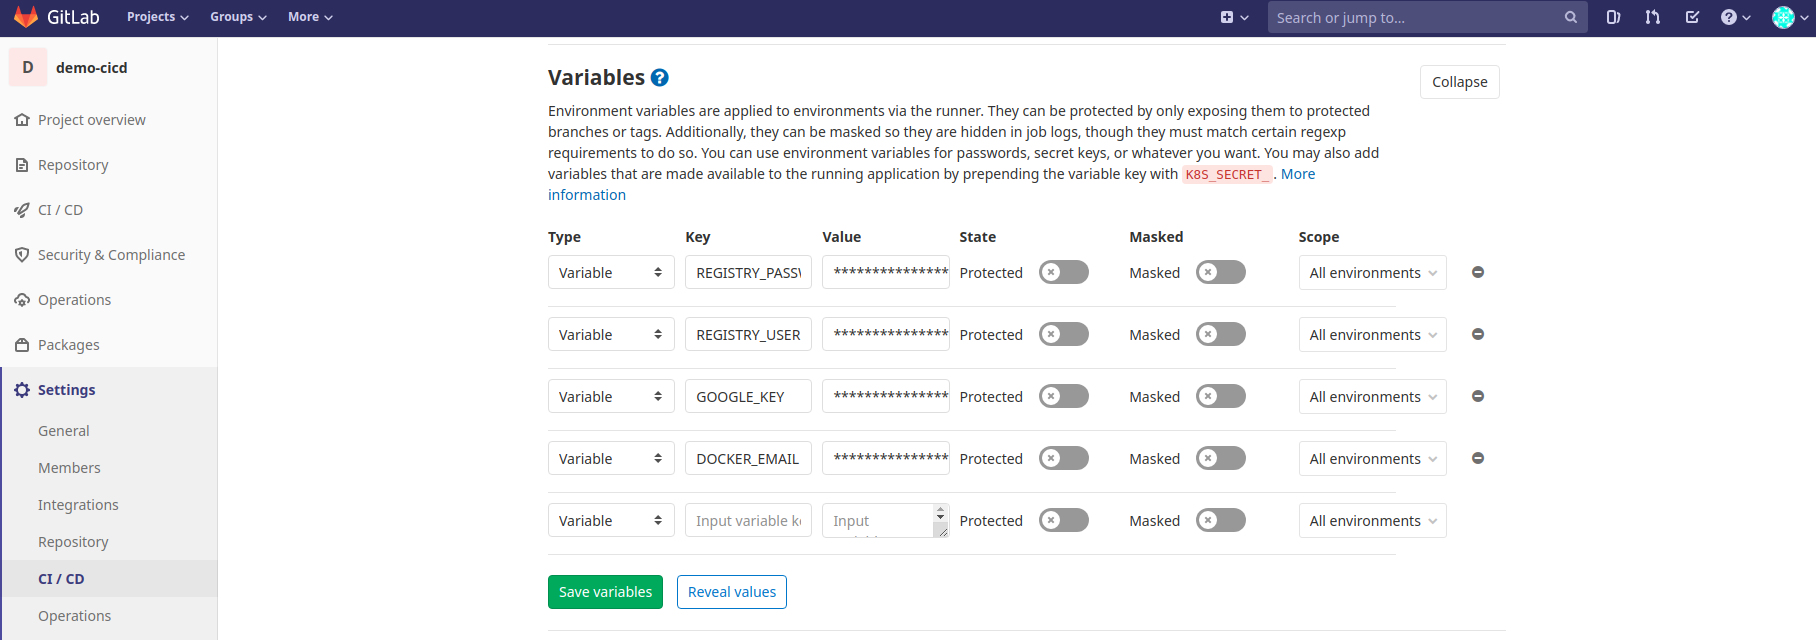 GitLab Projects Groups More Search or jump to...
D demo-cicd
Project overview
Repository
CI / CD
Security & Compliance
Operations
Packages
Settings
General
Members
Integrations
Repository
CI / CD
Operations
Variables Collapse
Environment variables are applied to environments via the runner. They can be protected by only exposing them to protected
branches or tags. Additionally, they can be masked so they are hidden in job logs, though they must match certain regexp
requirements to do so. You can use environment variables for passwords, secret keys, or whatever you want. You may also add
variables that are made available to the running application by prepending the variable key with K8S_SECRET_. More
information
Type Key Value State Masked Scope
Variable REGISTRY_PASS *************** Protected Masked All environments
Variable REGISTRY_USER *************** Protected Masked All environments
Variable GOOGLE_KEY *************** Protected Masked All environments
Variable DOCKER_EMAIL *************** Protected Masked All environments
Variable Input variable k Input Protected Masked All environments
Save variables Reveal values